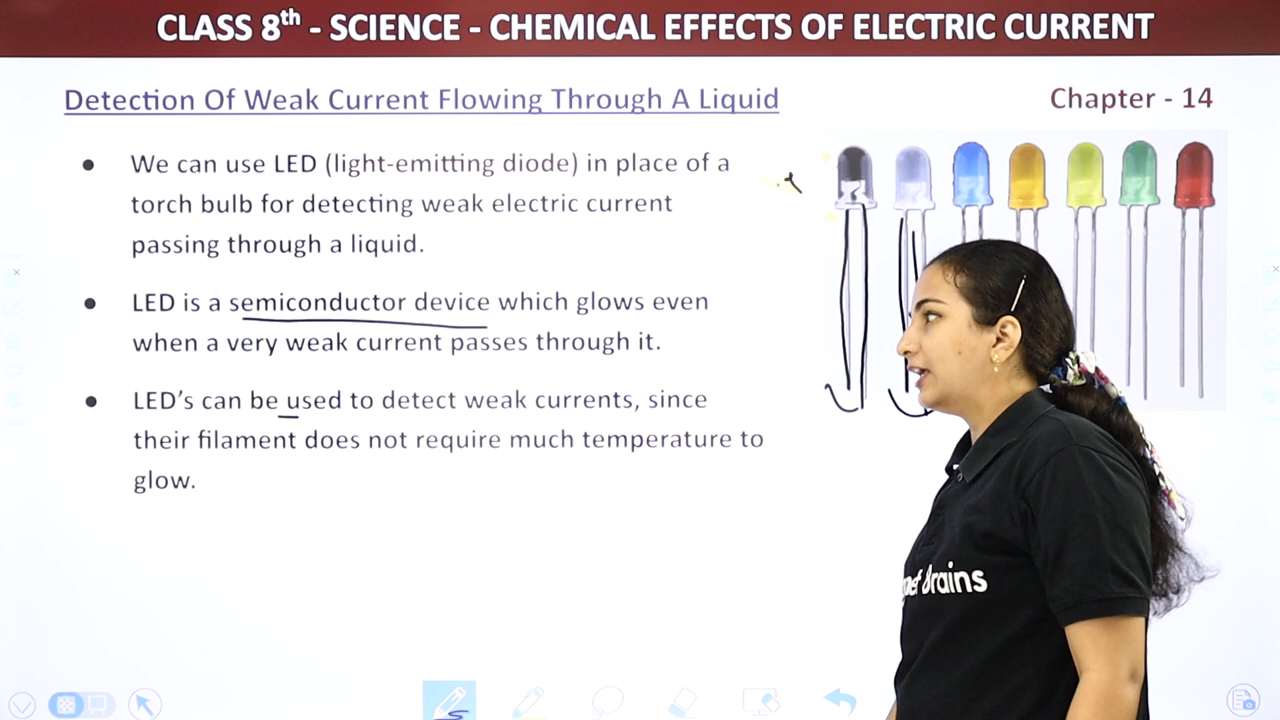 CLASS 8th - SCIENCE - CHEMICAL EFFECTS OF ELECTRIC CURRENT
Detection Of Weak Current Flowing Through A Liquid
Chapter - 14
● We can use LED (light-emitting diode) in place of a
torch bulb for detecting weak electric current
passing through a liquid.
● LED is a semiconductor device which glows even
when a very weak current passes through it.
● LED's can be used to detect weak currents, since
their filament does not require much temperature to
glow.
Brains